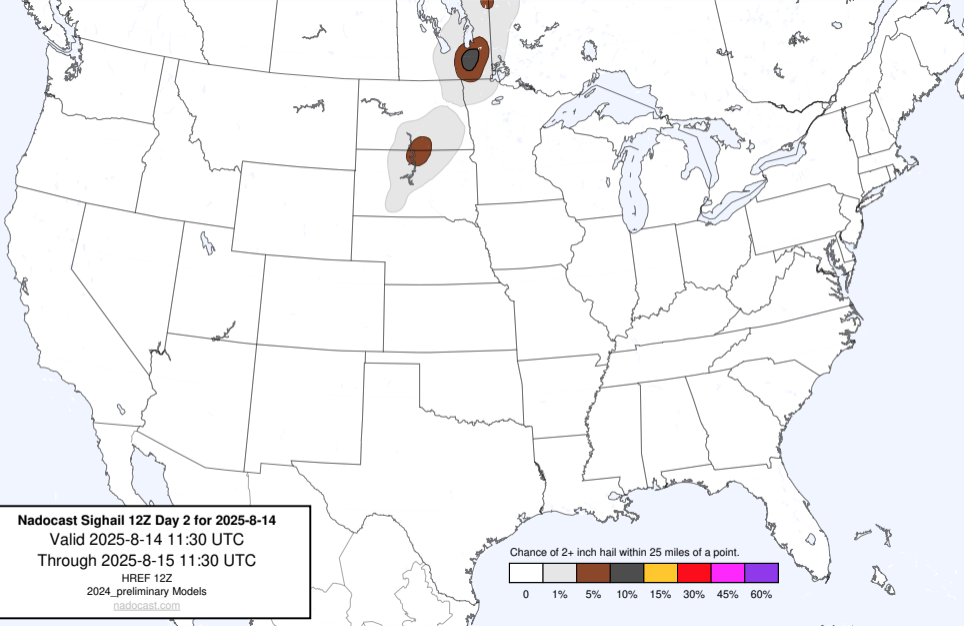 Nadocast Sighail 12Z Day 2 for 2025-8-14
Valid 2025-8-14 11:30 UTC
Through 2025-8-15 11:30 UTC
HREF 12Z
2024_preliminary Models
nadocast.com
Chance of 2+ inch hail within 25 miles of a point.
0 1% 5% 10% 15% 30% 45% 60%